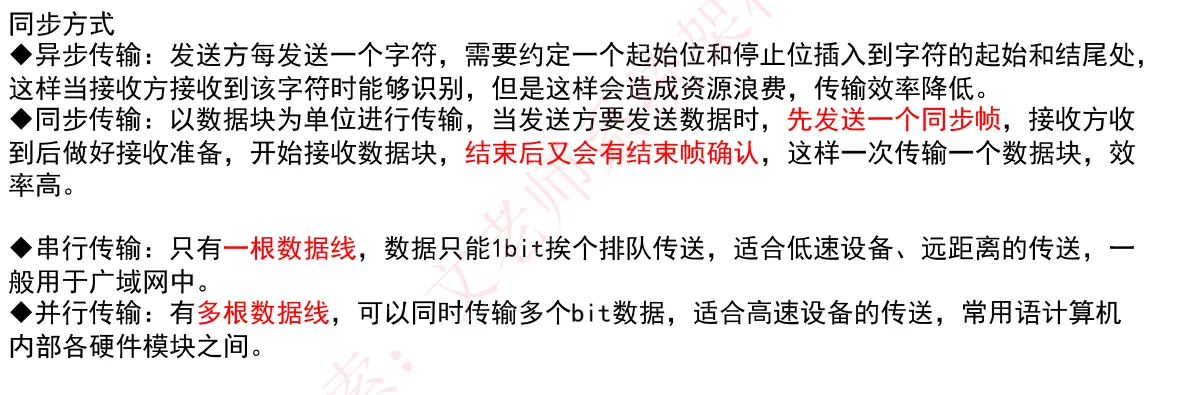 同步方式
◆异步传输：发送方每发送一个字符，需要约定一个起始位和停止位插入到字符的起始和结尾处，
这样当接收方接收到该字符时能够识别，但是这样会造成资源浪费，传输效率降低。
◆同步传输：以数据块为单位进行传输，当发送方要发送数据时，先发送一个同步帧，接收方收
到后做好接收准备，开始接收数据块，结束后又会有结束帧确认，这样一次传输一个数据块，效
率高。
◆串行传输：只有一根数据线，数据只能1bit挨个排队传送，适合低速设备、远距离的传送，一
般用于广域网中。
◆并行传输：有多根数据线，可以同时传输多个bit数据，适合高速设备的传送，常用语计算机
内部各硬件模块之间。
索：文老师软考架